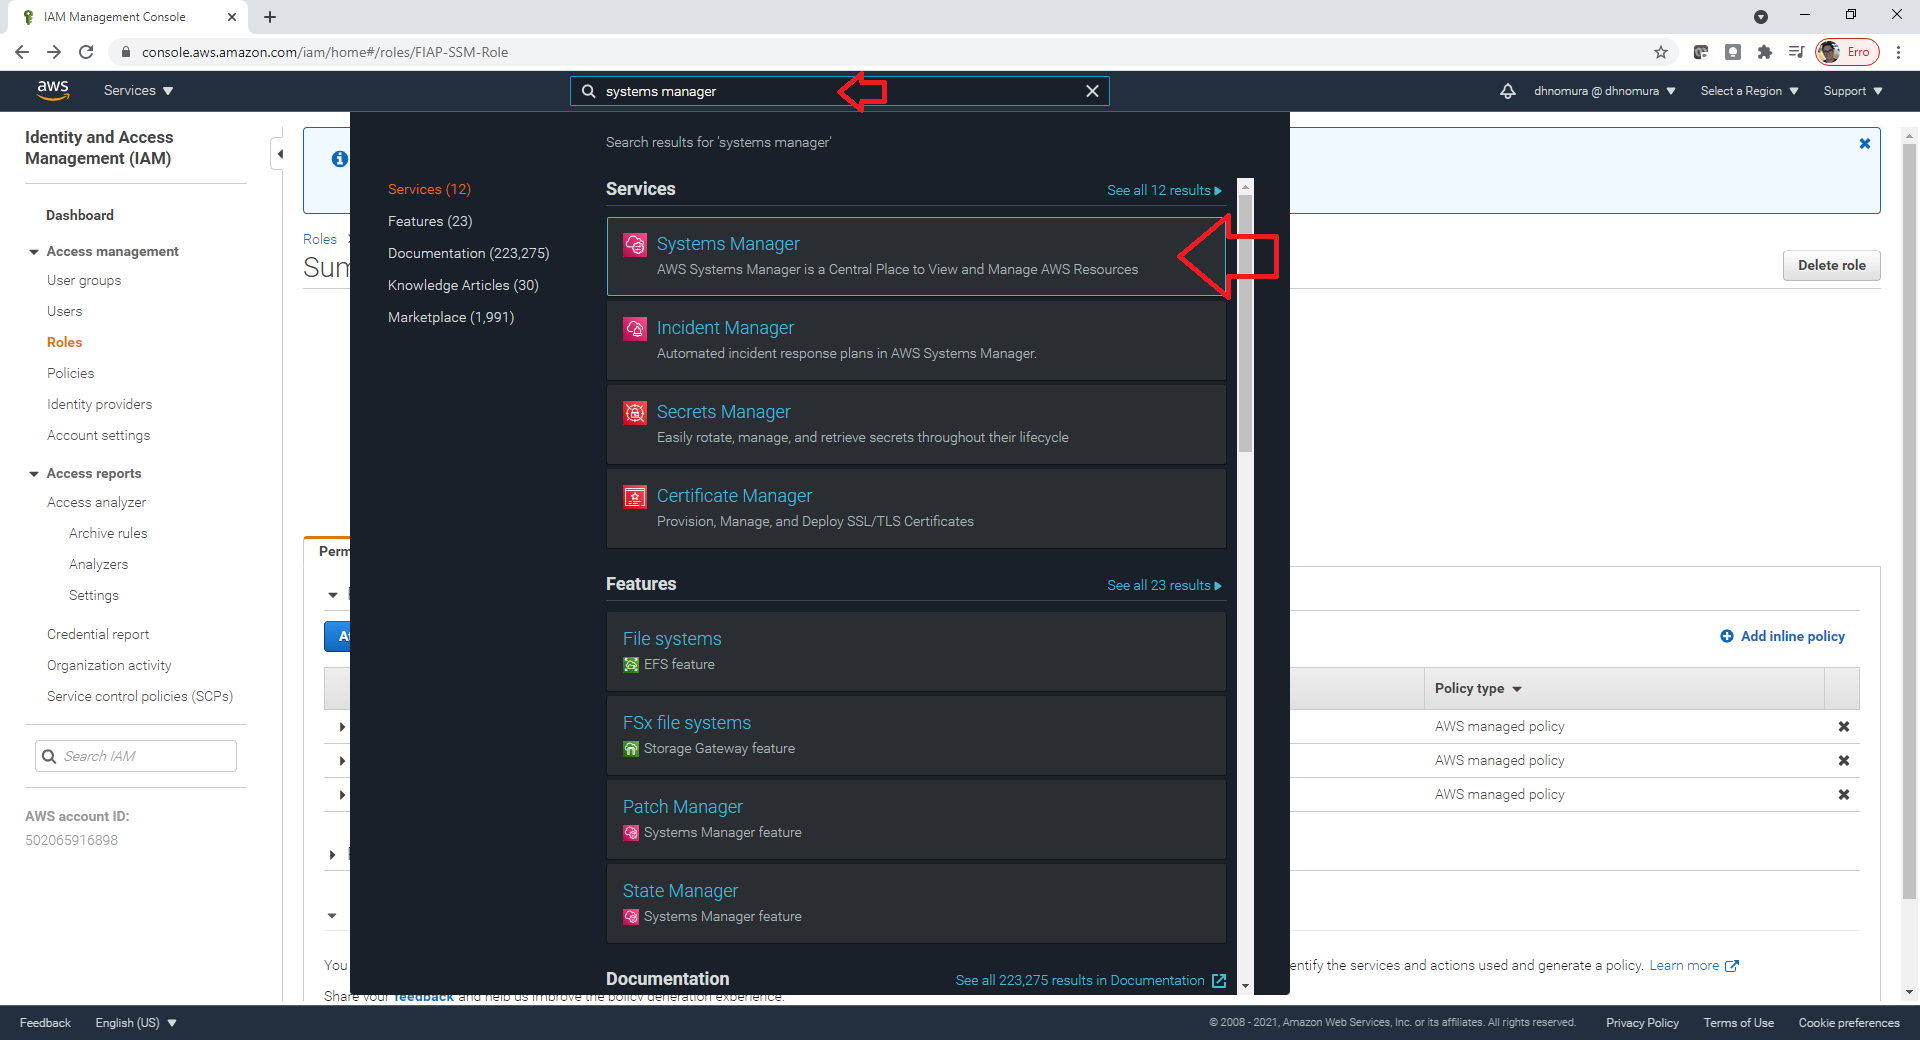 IAM Management Console
console.aws.amazon.com/iam/home#/roles/FIAP-SSM-Role
Erro
aws
Services
systems manager
dhnomura @ dhnomura
Select a Region
Support
Identity and Access
Management (IAM)
Dashboard
Access management
User groups
Users
Roles
Policies
Identity providers
Account settings
Access reports
Access analyzer
Archive rules
Analyzers
Settings
Credential report
Organization activity
Service control policies (SCPs)
Search IAM
AWS account ID:
502065916898
Search results for 'systems manager'
Services (12)
Features (23)
Documentation (223,275)
Knowledge Articles (30)
Marketplace (1,991)
Services
See all 12 results
Systems Manager
AWS Systems Manager is a Central Place to View and Manage AWS Resources
Incident Manager
Automated incident response plans in AWS Systems Manager.
Secrets Manager
Easily rotate, manage, and retrieve secrets throughout their lifecycle
Certificate Manager
Provision, Manage, and Deploy SSL/TLS Certificates
Features
See all 23 results
File systems
EFS feature
FSx file systems
Storage Gateway feature
Patch Manager
Systems Manager feature
State Manager
Systems Manager feature
Documentation
See all 223,275 results in Documentation
Roles
Sum
Delete role
Perm
Add inline policy
Policy type
AWS managed policy
AWS managed policy
AWS managed policy
You
entify the services and actions used and generate a policy. Learn more
Share your feedback and help us improve the policy generation experience.
Feedback
English (US)
© 2008 - 2021, Amazon Web Services, Inc. or its affiliates. All rights reserved.
Privacy Policy
Terms of Use
Cookie preferences